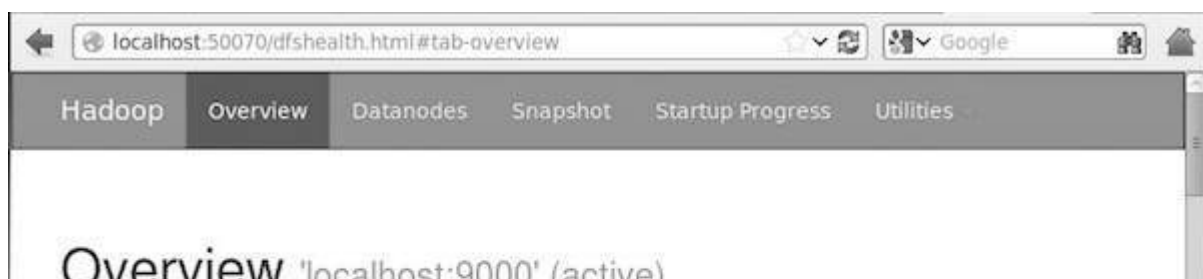 localhost:50070/dfshealth.html#tab-overview Google
Hadoop Overview Datanodes Snapshot Startup Progress Utilities
Overview 'localhost:9000' (active)